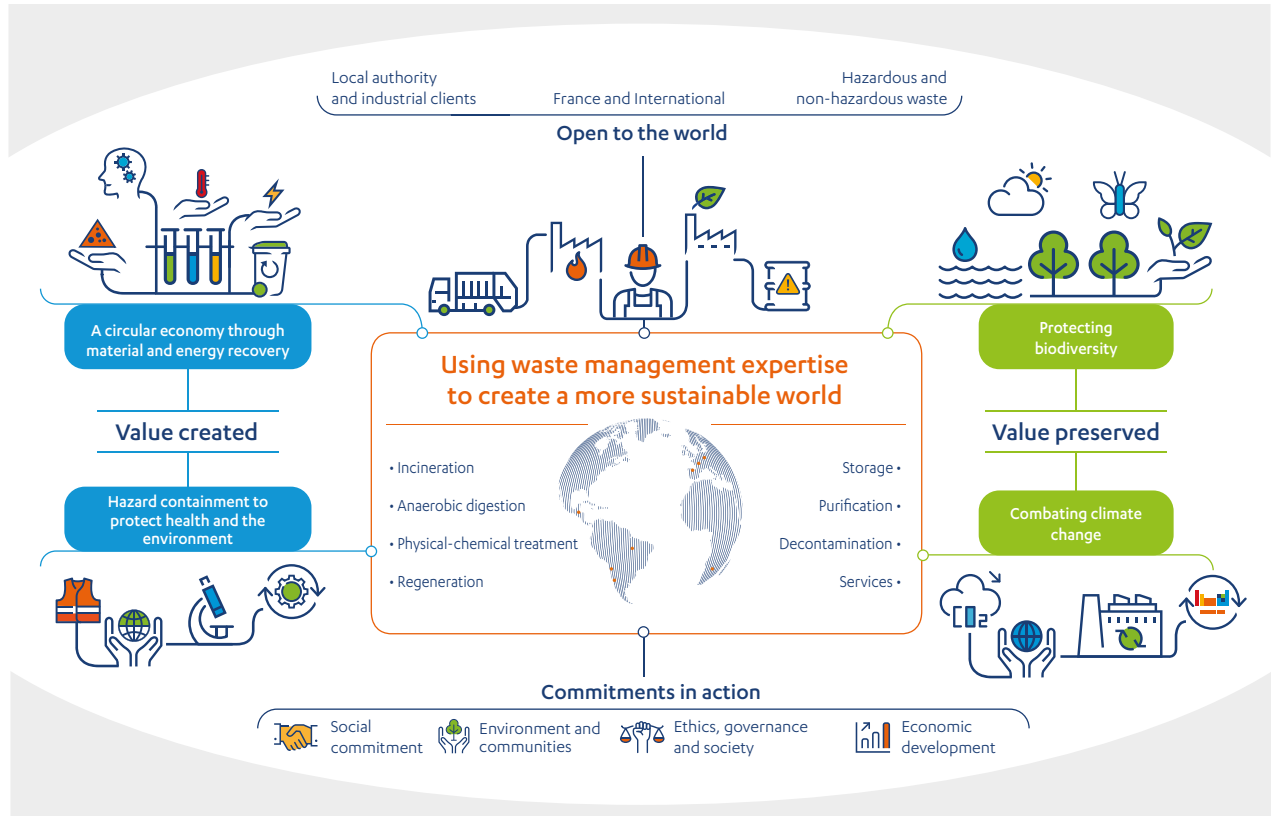 Local authority
and industrial clients
France and International
Hazardous and
non-hazardous waste
Open to the world
A circular economy through
material and energy recovery
Value created
Hazard containment to
protect health and the
environment
Using waste management expertise
to create a more sustainable world
• Incineration
• Anaerobic digestion
• Physical-chemical treatment
• Regeneration
Storage •
Purification •
Decontamination •
Services •
Protecting
biodiversity
Value preserved
Combating climate
change
CO2
Commitments in action
Social
commitment
Environment and
communities
Ethics, governance
and society
Economic
development